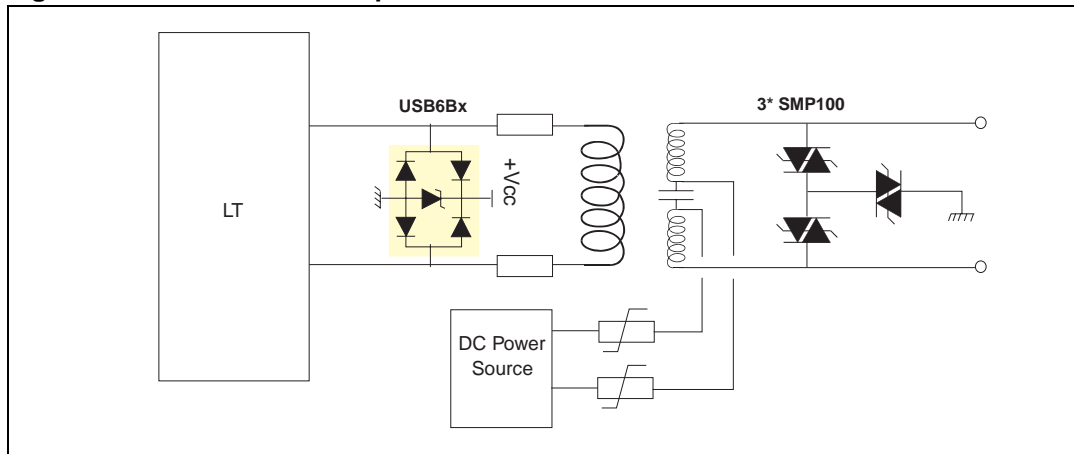 USB6Bx
3* SMP100
+Vcc
LT
DC Power
Source